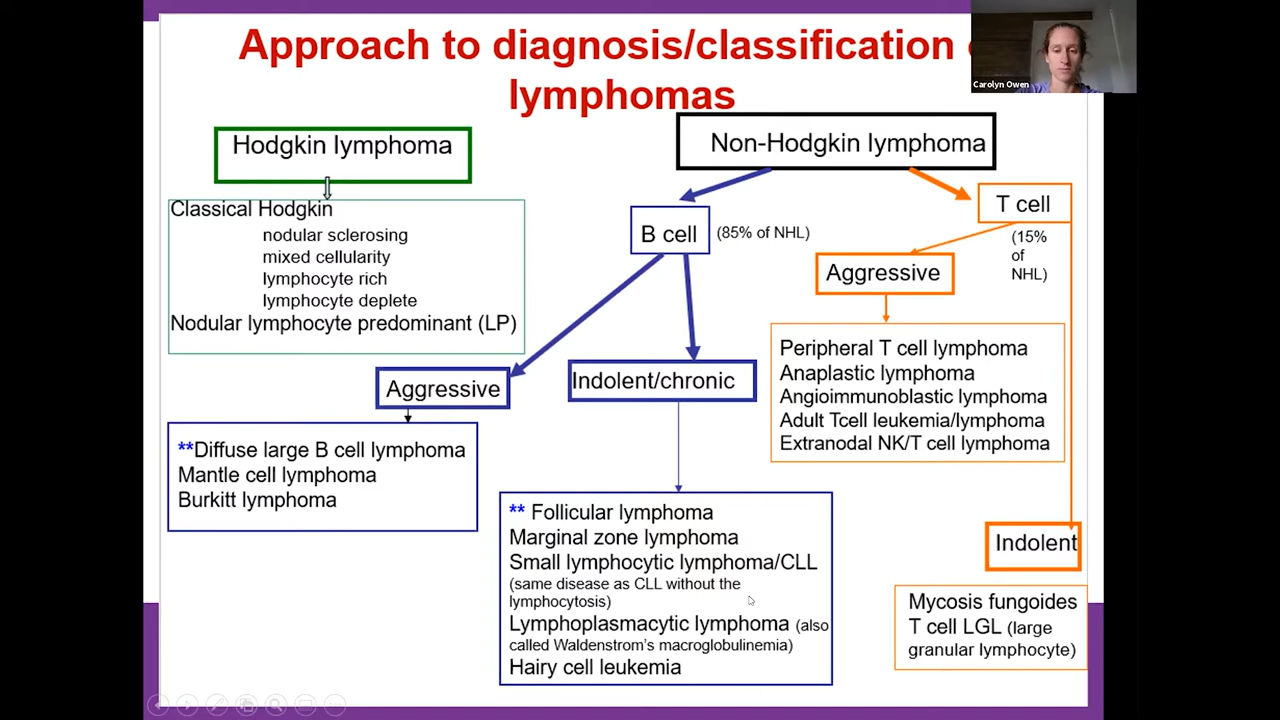 Approach to diagnosis/classification
lymphomas
Carolyn Owen
Hodgkin lymphoma
Classical Hodgkin
nodular sclerosing
mixed cellularity
lymphocyte rich
lymphocyte deplete
Nodular lymphocyte predominant (LP)
Non-Hodgkin lymphoma
B cell
(85% of NHL)
T cell
(15%
of
NHL)
Aggressive
**Diffuse large B cell lymphoma
Mantle cell lymphoma
Burkitt lymphoma
Indolent/chronic
** Follicular lymphoma
Marginal zone lymphoma
Small lymphocytic lymphoma/CLL
(same disease as CLL without the
lymphocytosis)
Lymphoplasmacytic lymphoma (also
called Waldenstrom's macroglobulinemia)
Hairy cell leukemia
Aggressive
Peripheral T cell lymphoma
Anaplastic lymphoma
Angioimmunoblastic lymphoma
Adult Tcell leukemia/lymphoma
Extranodal NK/T cell lymphoma
Indolent
Mycosis fungoides
T cell LGL (large
granular lymphocyte)